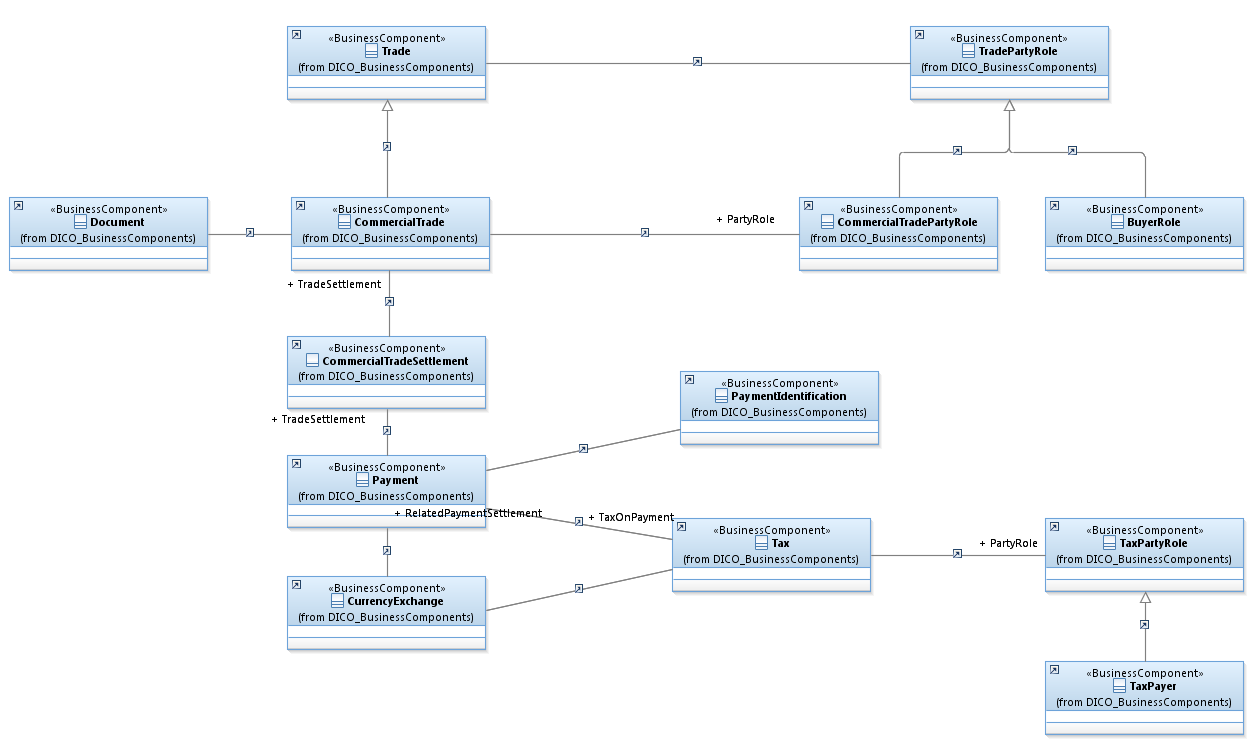 «BusinessComponent»
Trade
(from DICO_BusinessComponents)
«BusinessComponent»
TradePartyRole
(from DICO_BusinessComponents)
«BusinessComponent»
Document
(from DICO_BusinessComponents)
«BusinessComponent»
CommercialTrade
(from DICO_BusinessComponents)
+ PartyRole
«BusinessComponent»
CommercialTradePartyRole
(from DICO_BusinessComponents)
«BusinessComponent»
BuyerRole
(from DICO_BusinessComponents)
+ TradeSettlement
«BusinessComponent»
CommercialTradeSettlement
(from DICO_BusinessComponents)
+ TradeSettlement
«BusinessComponent»
PaymentIdentification
(from DICO_BusinessComponents)
«BusinessComponent»
Payment
(from DICO_BusinessComponents)
+ RelatedPaymentSettlement
+ TaxOnPayment
«BusinessComponent»
Tax
(from DICO_BusinessComponents)
+ PartyRole
«BusinessComponent»
TaxPartyRole
(from DICO_BusinessComponents)
«BusinessComponent»
CurrencyExchange
(from DICO_BusinessComponents)
«BusinessComponent»
TaxPayer
(from DICO_BusinessComponents)